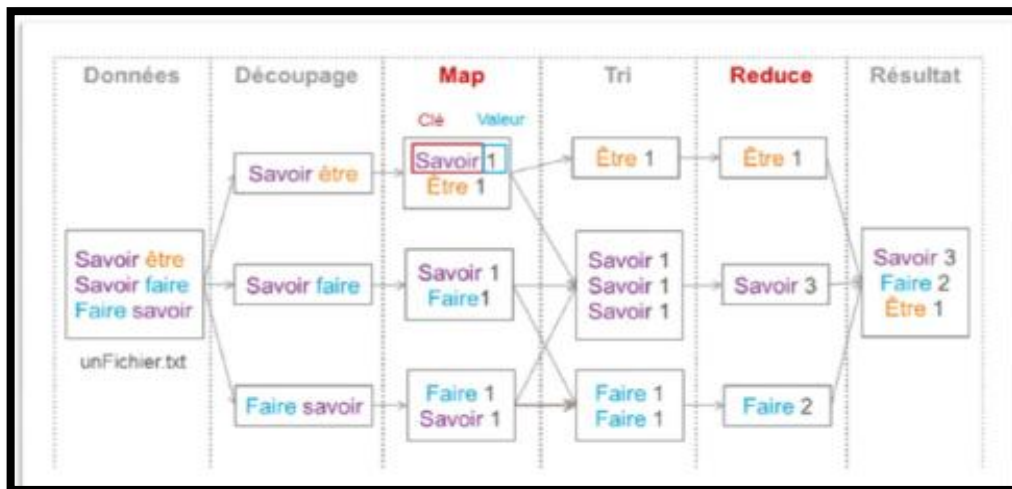 Données
Découpage
Map
Tri
Reduce
Résultat
Clé
Valeur
Savoir être
Savoir faire
Faire savoir
unFichier.txt
Savoir être
Savoir faire
Faire savoir
Savoir 1
Être 1
Savoir 1
Faire1
Faire 1
Savoir 1
Être 1
Savoir 1
Savoir 1
Savoir 1
Faire 1
Faire 1
Être 1
Savoir 3
Faire 2
Savoir 3
Faire 2
Être 1